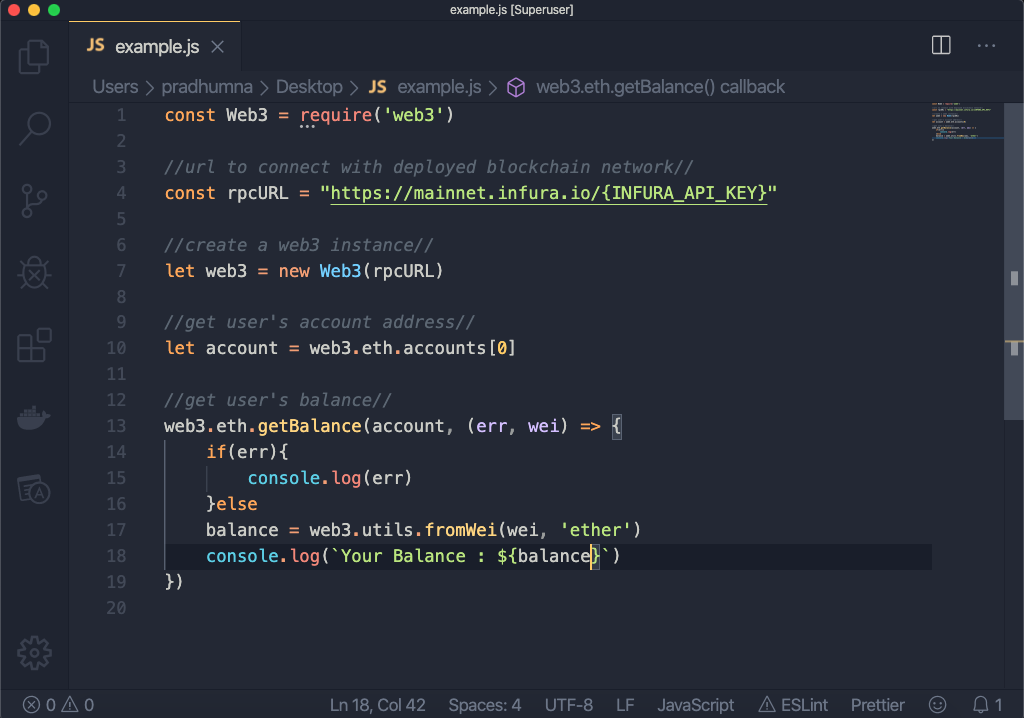 example.js [Superuser]
JS example.js
Users > pradhumna > Desktop > JS example.js > web3.eth.getBalance() callback
1 const Web3 = require('web3')
2
3 //url to connect with deployed blockchain network//
4 const rpcURL = "https://mainnet.infura.io/{INFURA_API_KEY}"
5
6 //create a web3 instance//
7 let web3 = new Web3(rpcURL)
8
9 //get user's account address//
10 let account = web3.eth.accounts[0]
11
12 //get user's balance//
13 web3.eth.getBalance(account, (err, wei) => {
14     if(err){
15         console.log(err)
16     }else
17     balance = web3.utils.fromWei(wei, 'ether')
18     console.log(`Your Balance : ${balance}`)
19 })
20
0 0 Ln 18, Col 42 Spaces: 4 UTF-8 LF JavaScript ESLint Prettier 1